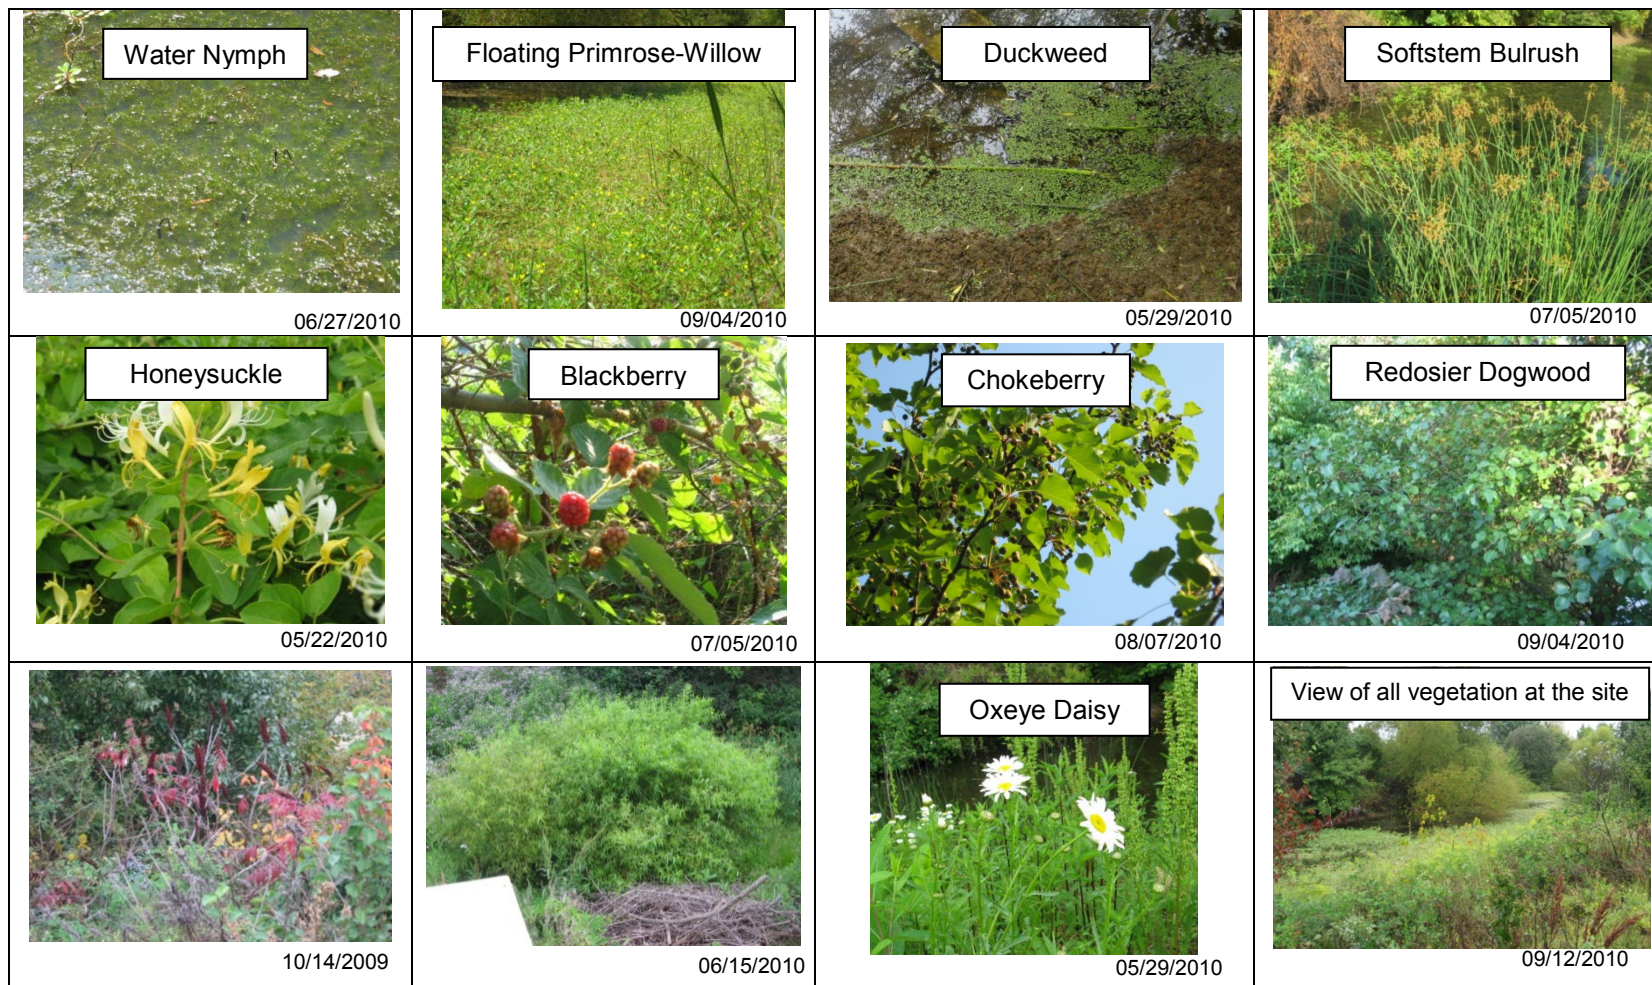 Water Nymph
06/27/2010
Floating Primrose-Willow
09/04/2010
Duckweed
05/29/2010
Softstem Bulrush
07/05/2010
Honeysuckle
05/22/2010
Blackberry
07/05/2010
Chokeberry
08/07/2010
Redosier Dogwood
09/04/2010
10/14/2009
06/15/2010
Oxeye Daisy
05/29/2010
View of all vegetation at the site
09/12/2010